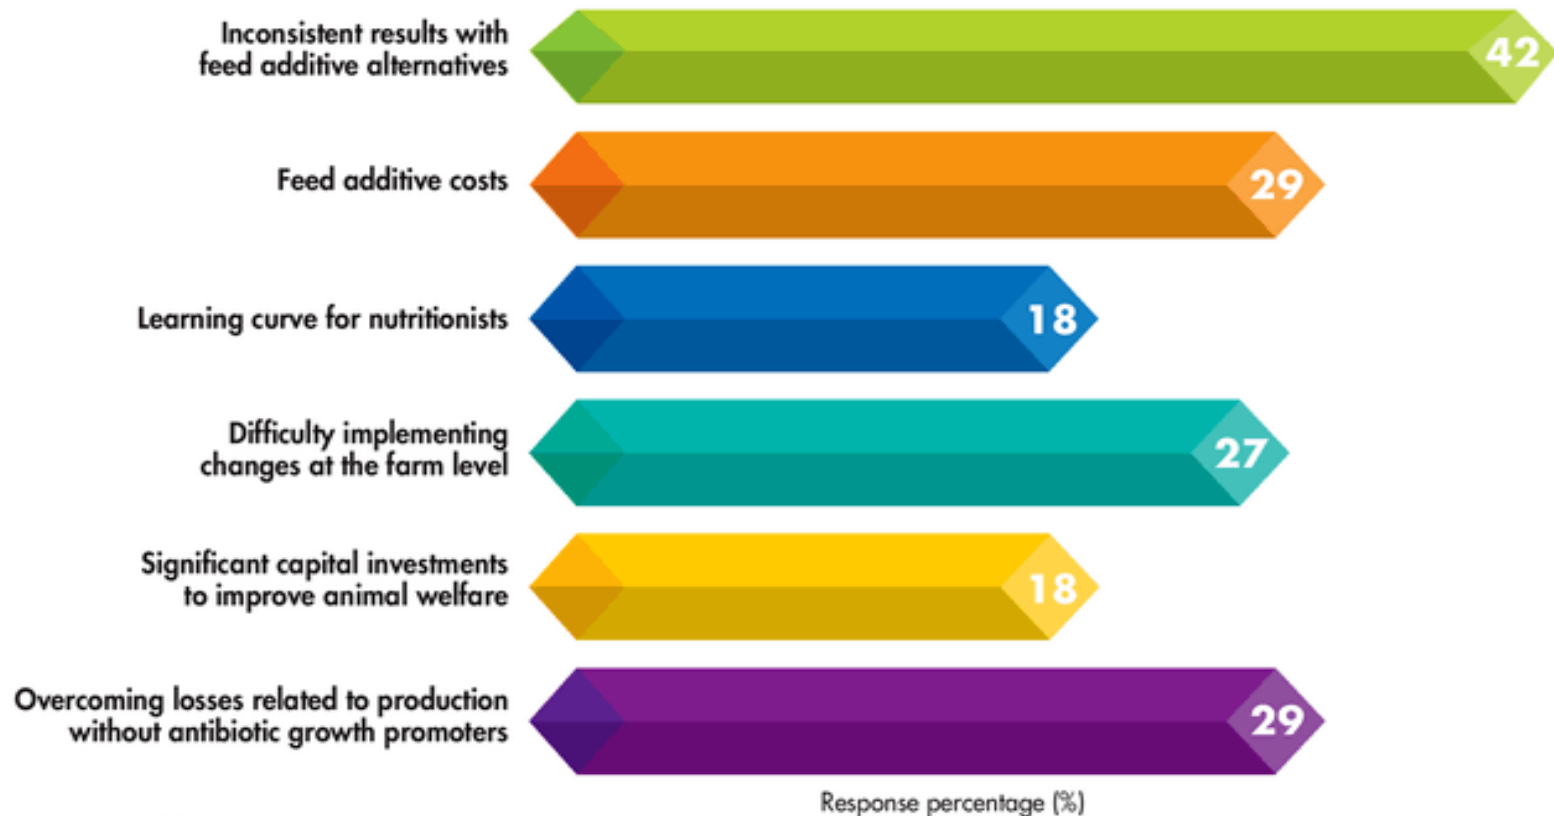 Inconsistent results with
feed additive alternatives
42
Feed additive costs
29
Learning curve for nutritionists
18
Difficulty implementing
changes at the farm level
27
Significant capital investments
to improve animal welfare
18
Overcoming losses related to production
without antibiotic growth promoters
29
Response percentage (%)